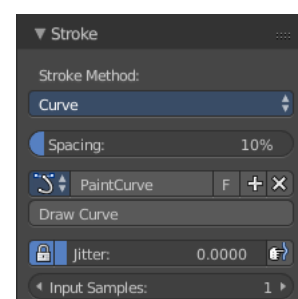 Stroke
Stroke Method:
Curve
Spacing: 10%
PaintCurve F
Draw Curve
Jitter: 0.0000
Input Samples: 1